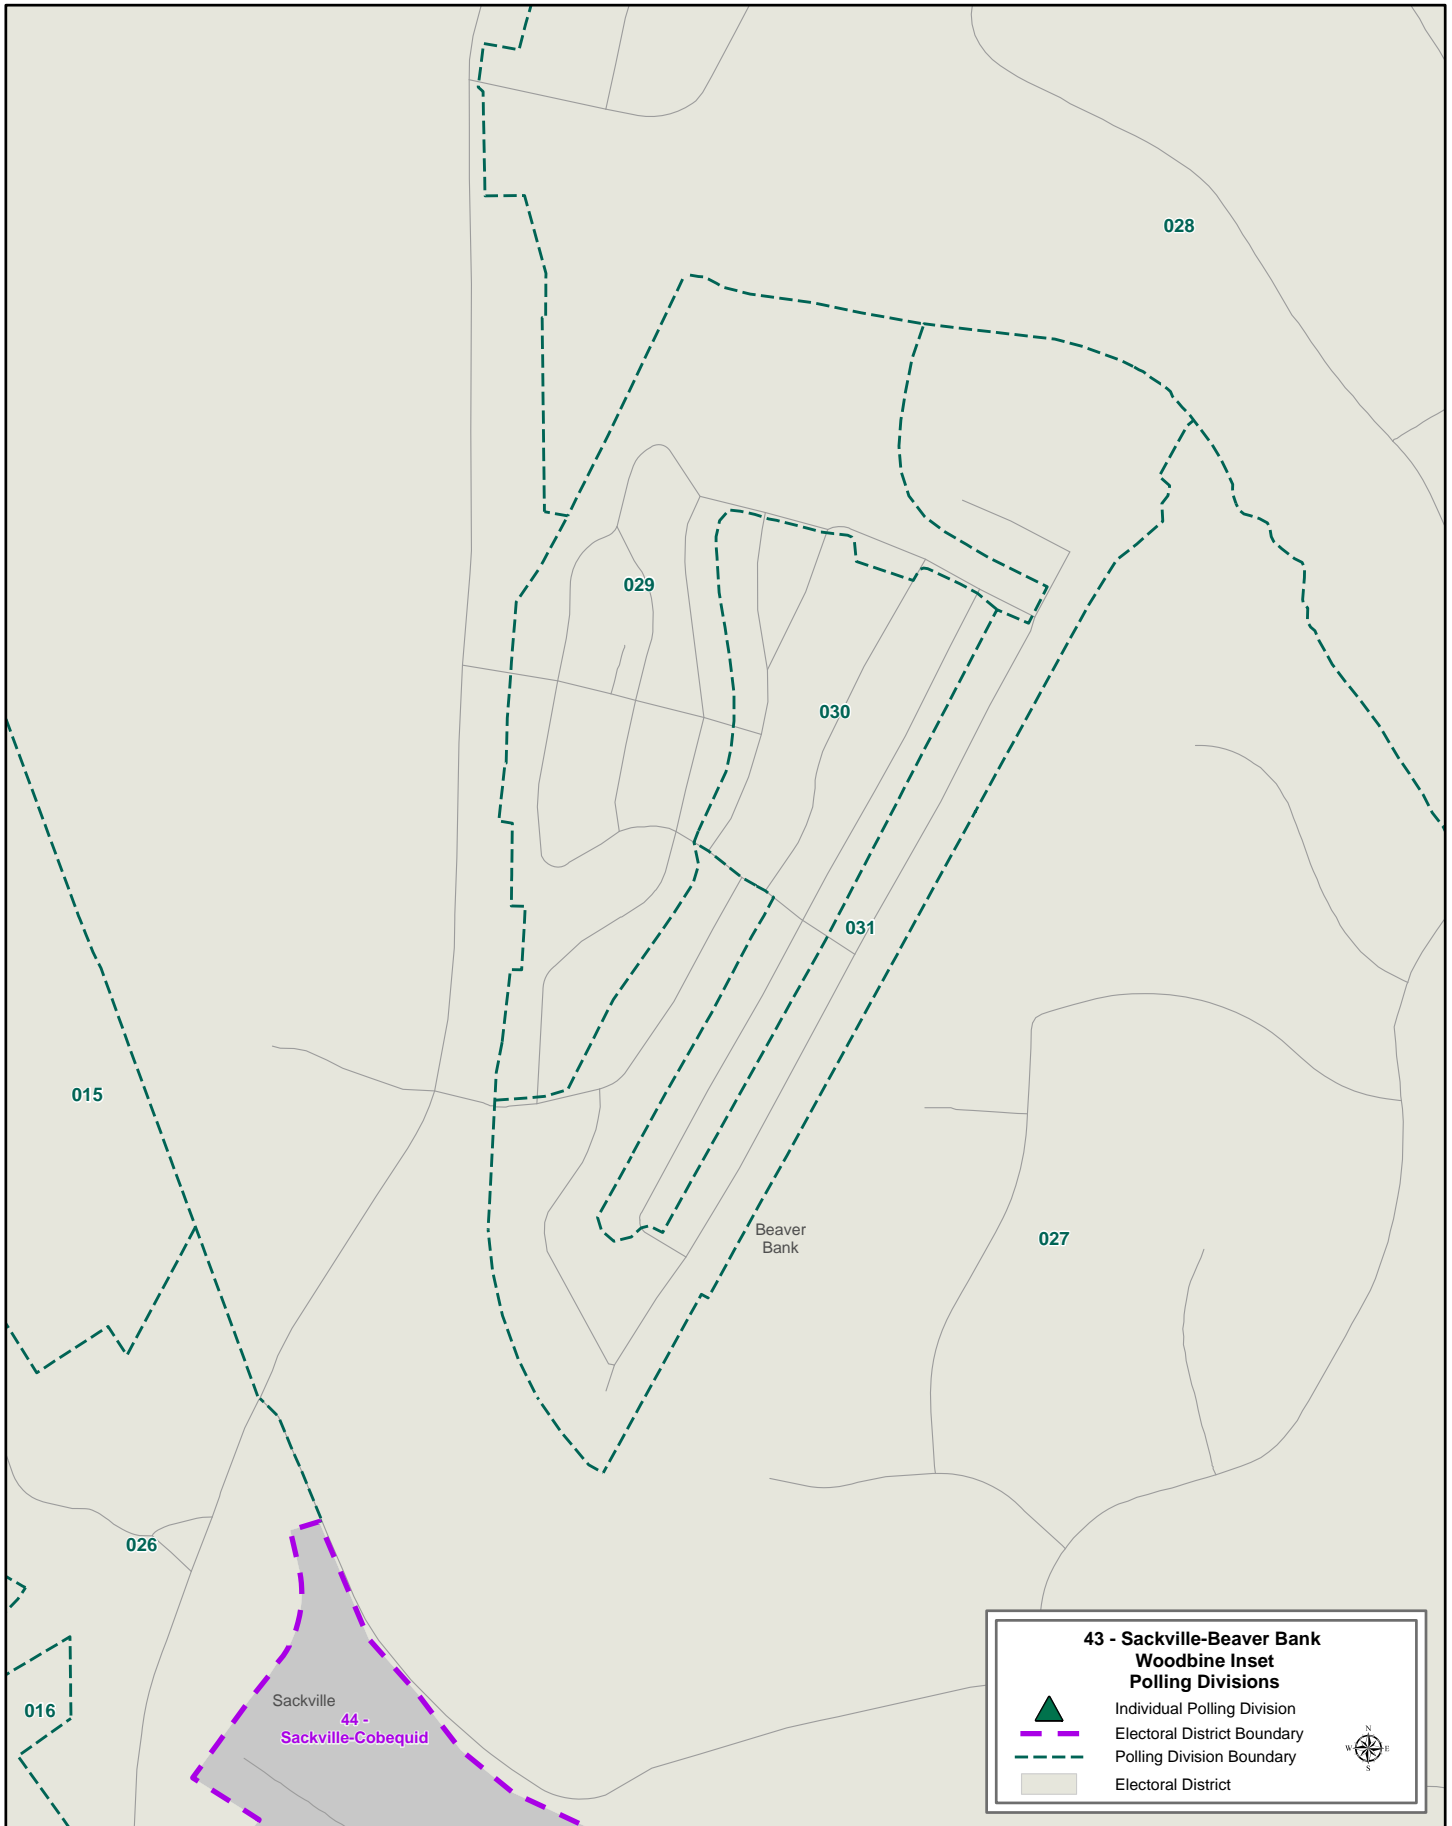 028
029
030
031
015
Beaver
Bank
027
026
016
Sackville
44 -
Sackville-Cobequid
43 - Sackville-Beaver Bank
Woodbine Inset
Polling Divisions
Individual Polling Division
Electoral District Boundary
Polling Division Boundary
Electoral District
N
W E
S